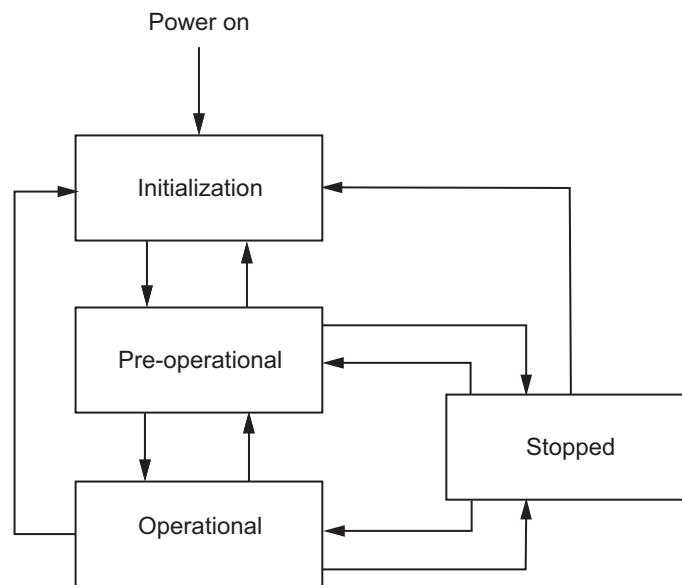 Power on
Initialization
Pre-operational
Stopped
Operational